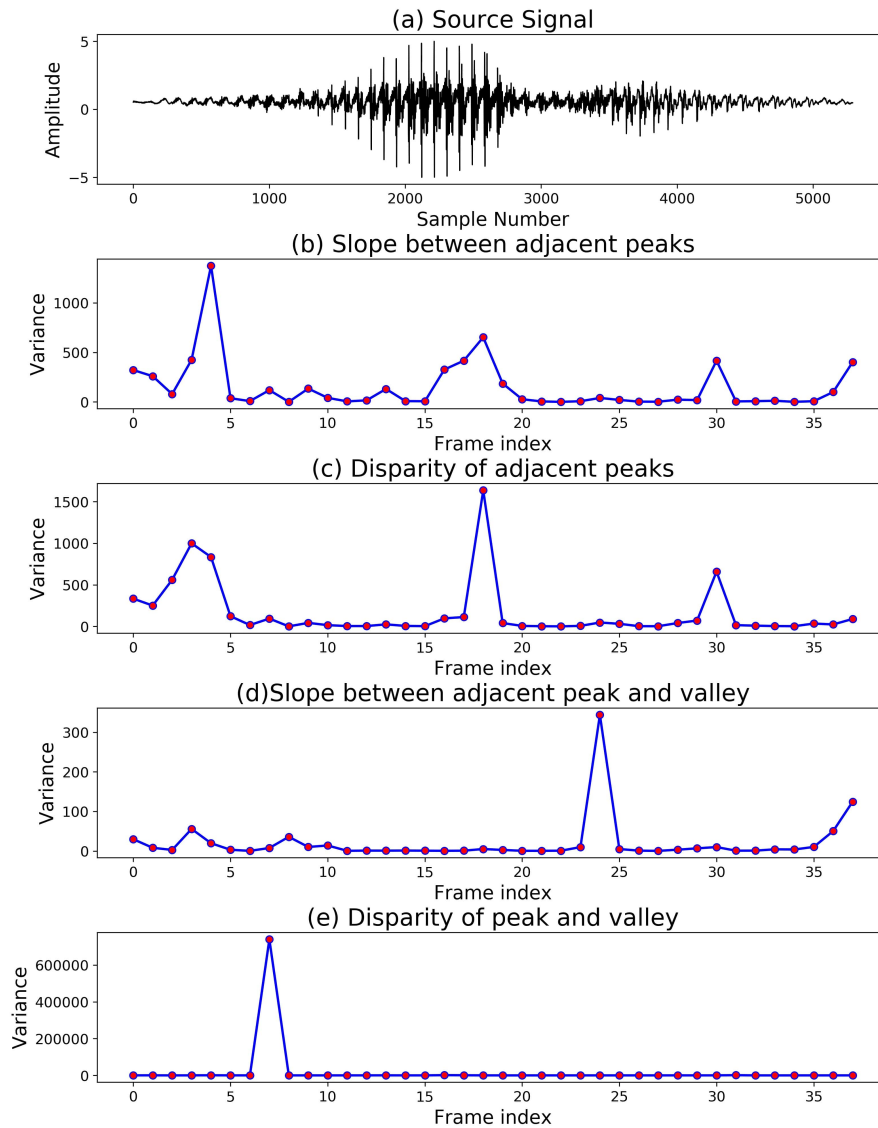 (a) Source Signal
5
0
−5
Amplitude
0 1000 2000 3000 4000 5000
Sample Number
(b) Slope between adjacent peaks
1000
500
0
Variance
0 5 10 15 20 25 30 35
Frame index
(c) Disparity of adjacent peaks
1500
1000
500
0
Variance
0 5 10 15 20 25 30 35
Frame index
(d)Slope between adjacent peak and valley
300
200
100
0
Variance
0 5 10 15 20 25 30 35
Frame index
(e) Disparity of peak and valley
600000
400000
200000
0
Variance
0 5 10 15 20 25 30 35
Frame index